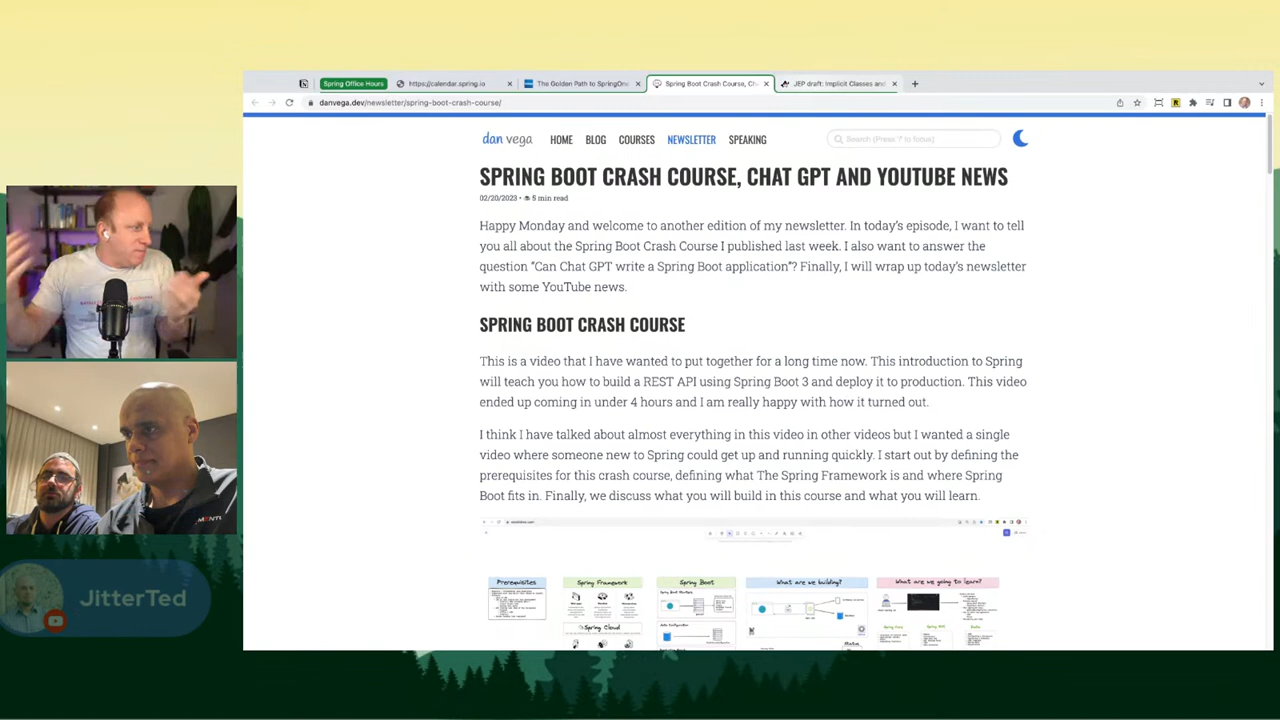 Spring Office Hours
https://calendar.spring.io
The Golden Path to SpringOne
Spring Boot Crash Course, Ch
JEP draft: Implicit Classes and
danvega.dev/newsletter/spring-boot-crash-course/
dan vega
HOME
BLOG
COURSES
NEWSLETTER
SPEAKING
Search (Press '/' to focus)
SPRING BOOT CRASH COURSE, CHAT GPT AND YOUTUBE NEWS
02/20/2023 • 5 min read
Happy Monday and welcome to another edition of my newsletter. In today's episode, I want to tell
you all about the Spring Boot Crash Course I published last week. I also want to answer the
question "Can Chat GPT write a Spring Boot application"? Finally, I will wrap up today's newsletter
with some YouTube news.
SPRING BOOT CRASH COURSE
This is a video that I have wanted to put together for a long time now. This introduction to Spring
will teach you how to build a REST API using Spring Boot 3 and deploy it to production. This video
ended up coming in under 4 hours and I am really happy with how it turned out.
I think I have talked about almost everything in this video in other videos but I wanted a single
video where someone new to Spring could get up and running quickly. I start out by defining the
prerequisites for this crash course, defining what The Spring Framework is and where Spring
Boot fits in. Finally, we discuss what you will build in this course and what you will learn.
Prerequisites
Spring Framework
Spring Boot
What are we building?
What are we going to learn?
Spring Cloud
JitterTed